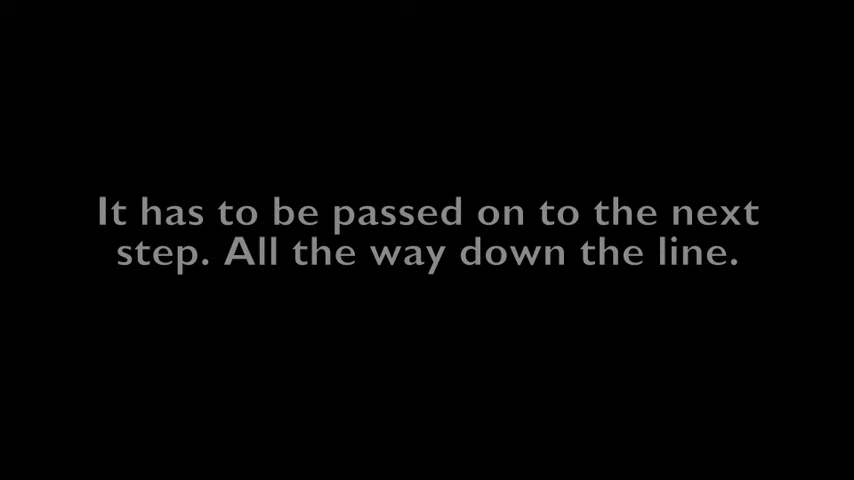 It has to be passed on to the next
step. All the way down the line.